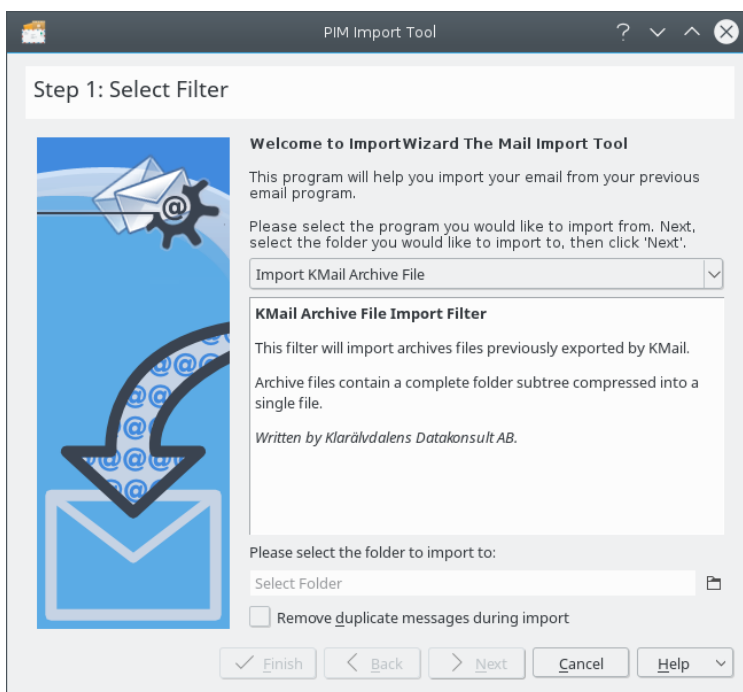 PIM Import Tool
Step 1: Select Filter
Welcome to ImportWizard The Mail Import Tool
This program will help you import your email from your previous
email program.
Please select the program you would like to import from. Next,
select the folder you would like to import to, then click 'Next'.
Import KMail Archive File
KMail Archive File Import Filter
This filter will import archives files previously exported by KMail.
Archive files contain a complete folder subtree compressed into a
single file.
Written by Klarälvdalens Datakonsult AB.
Please select the folder to import to:
Select Folder
Remove duplicate messages during import
Finish Back Next Cancel Help